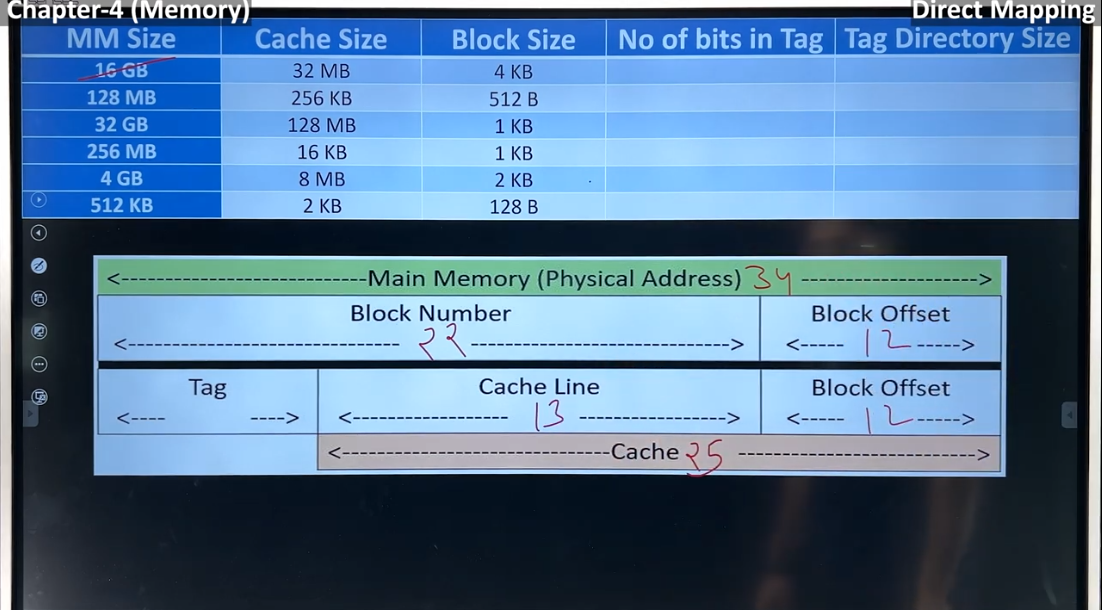 Chapter-4 (Memory)
Direct Mapping
MM Size Cache Size Block Size No of bits in Tag Tag Directory Size
16 GB 32 MB 4 KB
128 MB 256 KB 512 B
32 GB 128 MB 1 KB
256 MB 16 KB 1 KB
4 GB 8 MB 2 KB
512 KB 2 KB 128 B
<------------------------Main Memory (Physical Address) 34 ------------------>
Block Number Block Offset
<---------------------------- 22 --------------------------> <----- 12 ----->
Tag Cache Line Block Offset
<---- ----> <----------------- 13 ----------------> <----- 12 ----->
<----------------------------Cache 25 ------------------------->